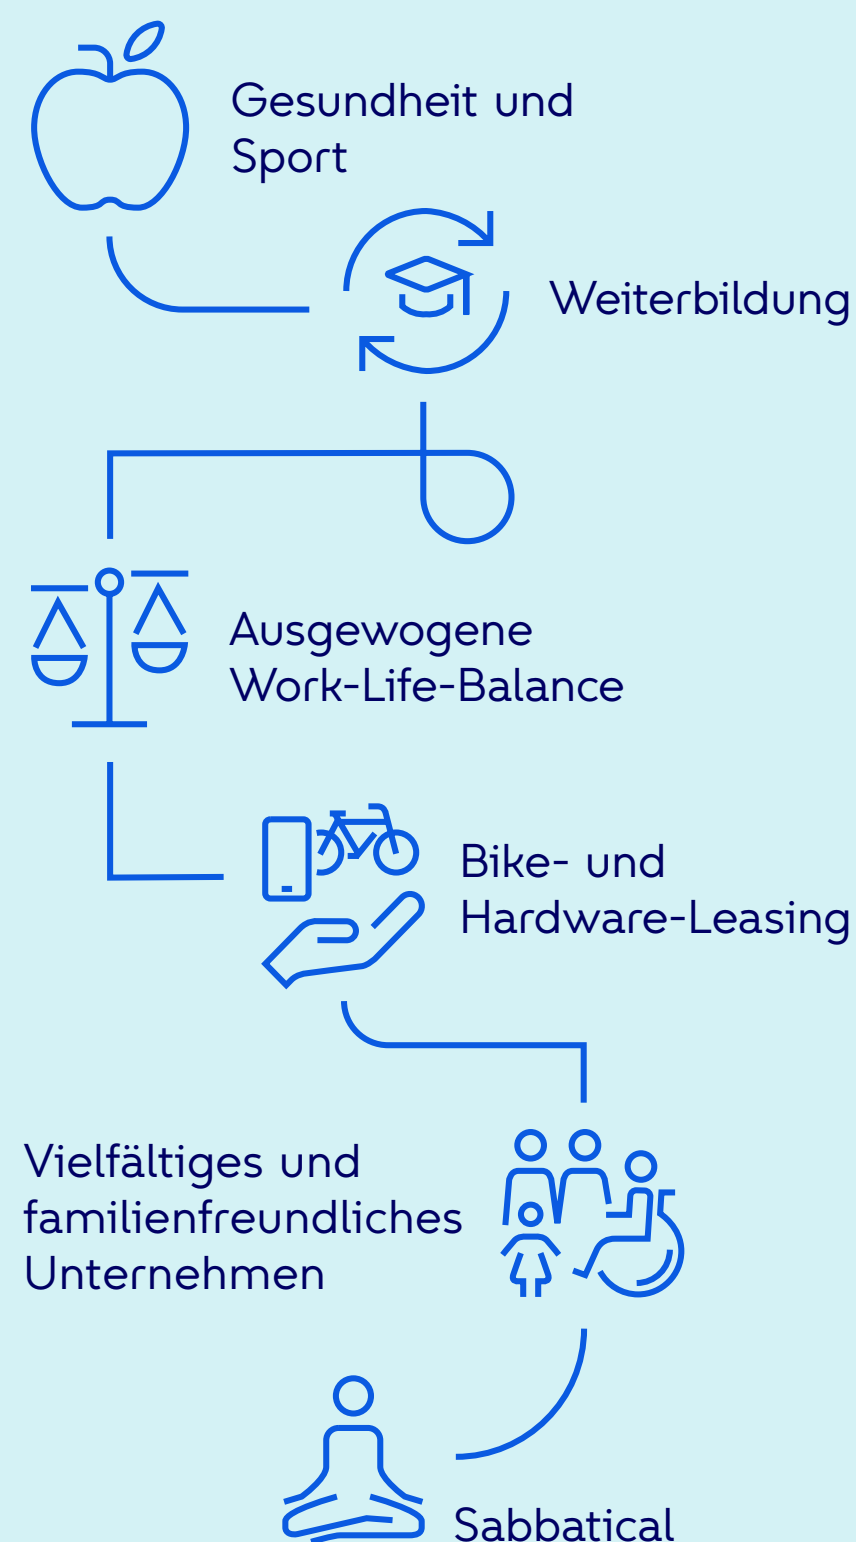 Gesundheit und
Sport
Weiterbildung
Ausgewogene
Work-Life-Balance
Bike- und
Hardware-Leasing
Vielfältiges und
familienfreundliches
Unternehmen
Sabbatical